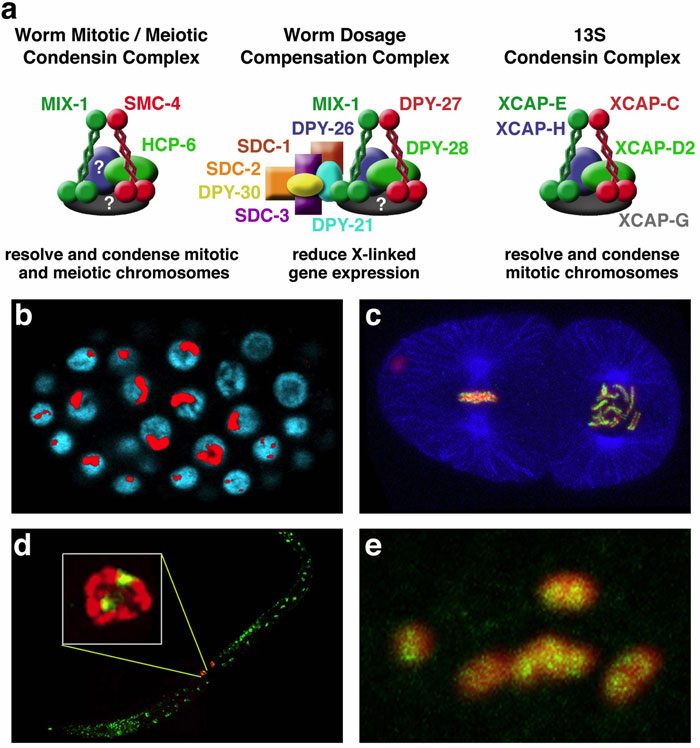 a
Worm Mitotic / Meiotic
Condensin Complex
MIX-1
SMC-4
HCP-6
?
?
resolve and condense mitotic
and meiotic chromosomes
Worm Dosage
Compensation Complex
MIX-1
DPY-27
DPY-26
SDC-1
DPY-28
SDC-2
DPY-30
SDC-3
DPY-21
?
reduce X-linked
gene expression
13S
Condensin Complex
XCAP-E
XCAP-C
XCAP-H
XCAP-D2
XCAP-G
resolve and condense
mitotic chromosomes
b
c
d
e